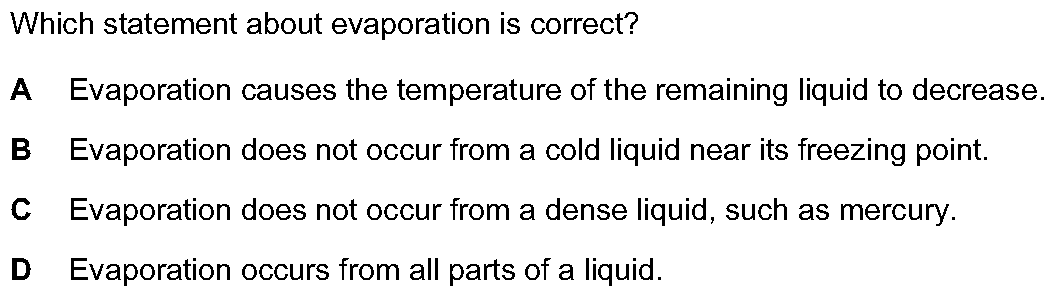 Which statement about evaporation is correct?
A Evaporation causes the temperature of the remaining liquid to decrease.
B Evaporation does not occur from a cold liquid near its freezing point.
C Evaporation does not occur from a dense liquid, such as mercury.
D Evaporation occurs from all parts of a liquid.